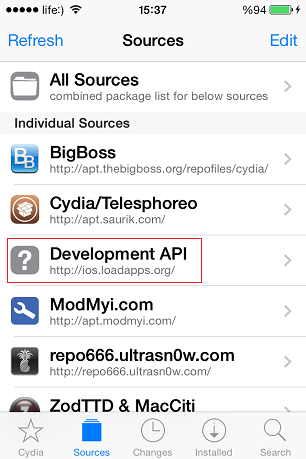 life:) 15:37 %94
Refresh Sources Edit
All Sources
combined package list for below sources
Individual Sources
BigBoss
http://apt.thebigboss.org/repofiles/cydia/
Cydia/Telesphoreo
http://apt.saurik.com/
Development API
http://ios.loadapps.org/
ModMyi.com
http://apt.modmyi.com/
repo666.ultrasn0w.com
http://repo666.ultrasn0w.com/
ZodTTD & MacCiti
Cydia Sources Changes Installed Search